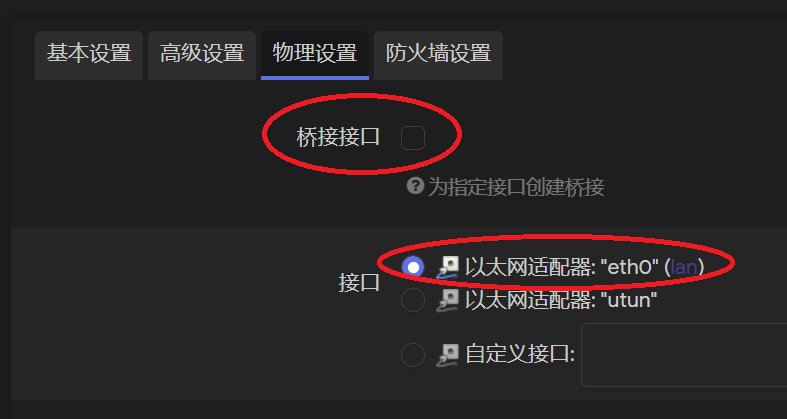 基本设置 高级设置 物理设置 防火墙设置
桥接接口
为指定接口创建桥接
接口
以太网适配器: "eth0" (lan)
以太网适配器: "utun"
自定义接口: